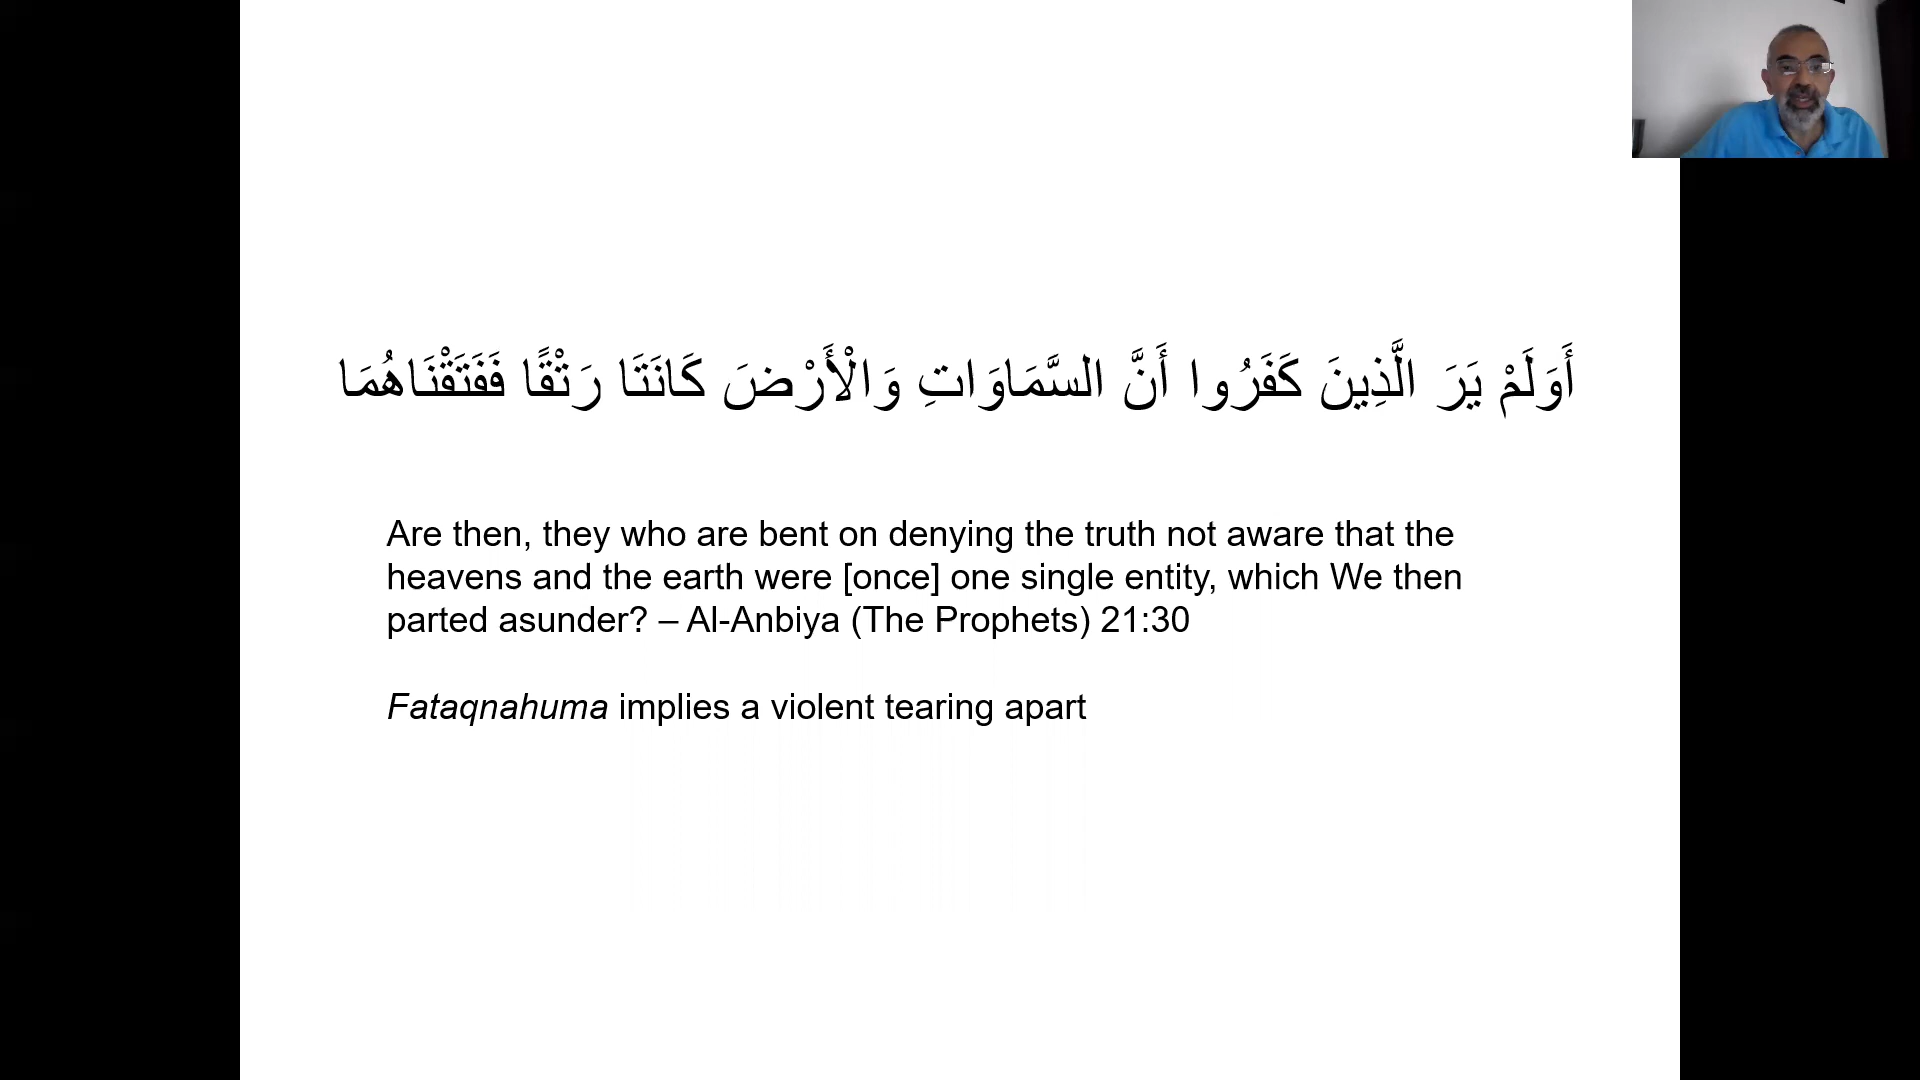 أَوَلَمْ يَرَ الَّذِينَ كَفَرُوا أَنَّ السَّمَاوَاتِ وَالْأَرْضَ كَانَتَا رَتْقًا فَفَتَقْنَاهُمَا
Are then, they who are bent on denying the truth not aware that the
heavens and the earth were [once] one single entity, which We then
parted asunder? – Al-Anbiya (The Prophets) 21:30
Fataqnahuma implies a violent tearing apart